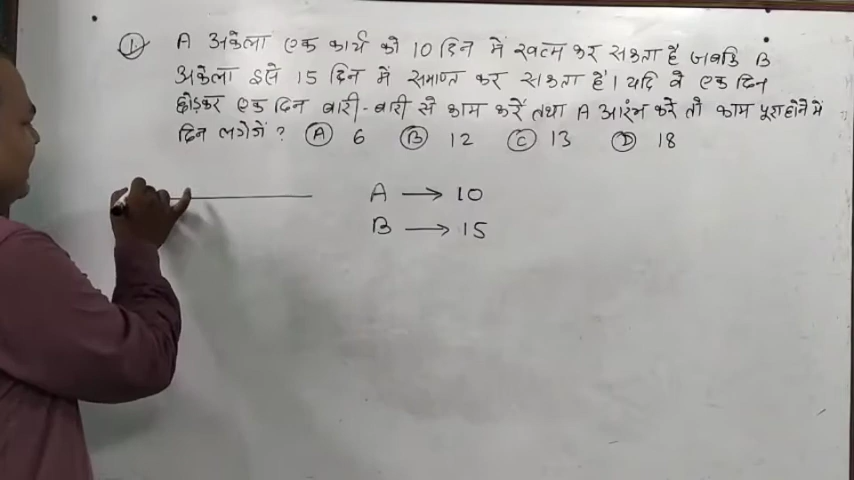 ① A अकेला एक कार्य को 10 दिन में खत्म कर सकता है जबकि B
अकेला इसे 15 दिन में समाप्त कर सकता है। यदि वे एक दिन
छोड़कर एक दिन बारी-बारी से काम करें तथा A आरंभ करे तो काम पूरा होने में
दिन लगेगें ? Ⓐ 6 Ⓑ 12 Ⓒ 13 Ⓓ 18
A → 10
B → 15